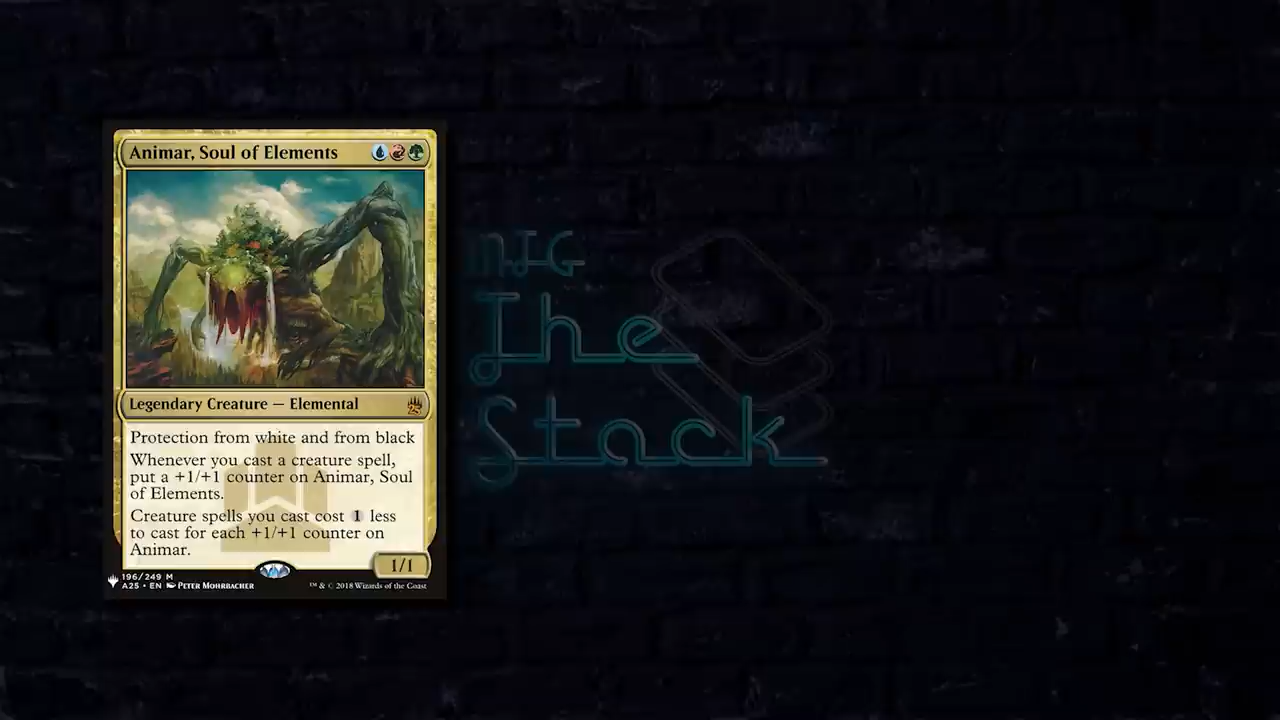 Animar, Soul of Elements
Legendary Creature — Elemental
Protection from white and from black
Whenever you cast a creature spell,
put a +1/+1 counter on Animar, Soul
of Elements.
Creature spells you cast cost 1 less
to cast for each +1/+1 counter on
Animar.
1/1
196/249 M
A25 • EN Peter Mohrbacher
™ & © 2018 Wizards of the Coast
MTG
The
Stack